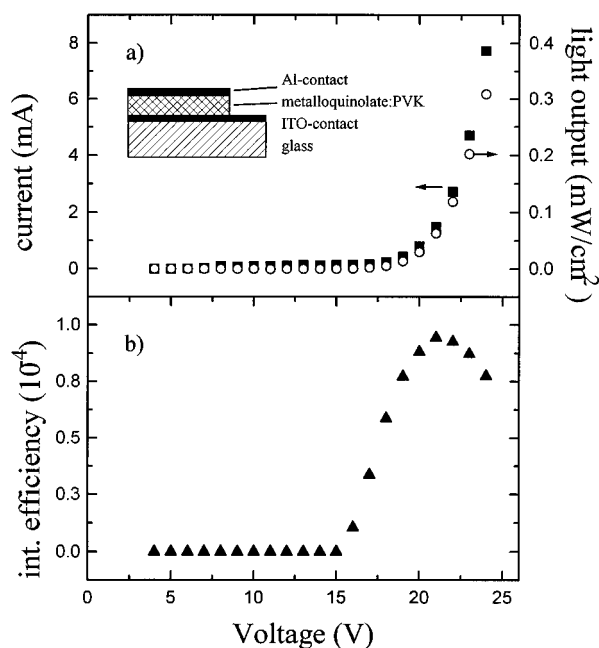 a)
Al-contact
metalloquinolate:PVK
ITO-contact
glass
current (mA)
8
6
4
2
0
light output (mW/cm²)
0.4
0.3
0.2
0.1
0.0
b)
int. efficiency (10⁻⁴)
1.0
0.8
0.5
0.3
0.0
0 5 10 15 20 25
Voltage (V)